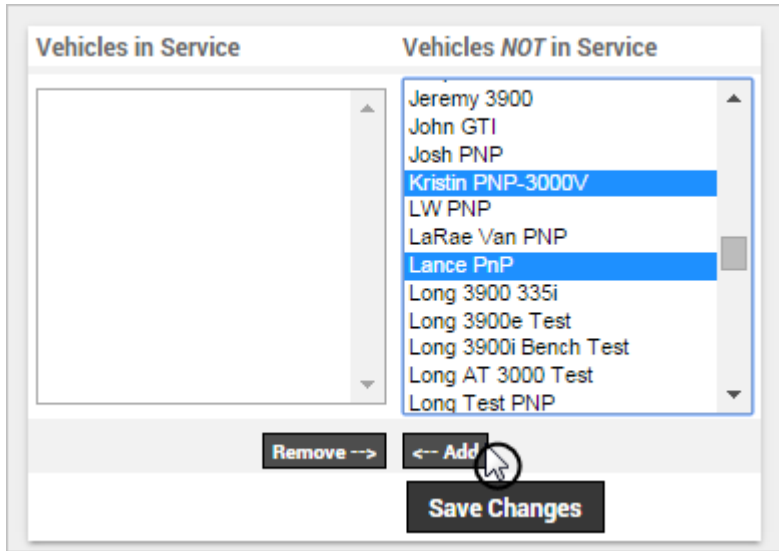 Vehicles in Service
Vehicles NOT in Service
Jeremy 3900
John GTI
Josh PNP
Kristin PNP-3000V
LW PNP
LaRae Van PNP
Lance PnP
Long 3900 335i
Long 3900e Test
Long 3900i Bench Test
Long AT 3000 Test
Long Test PNP
Remove -->
<-- Add
Save Changes